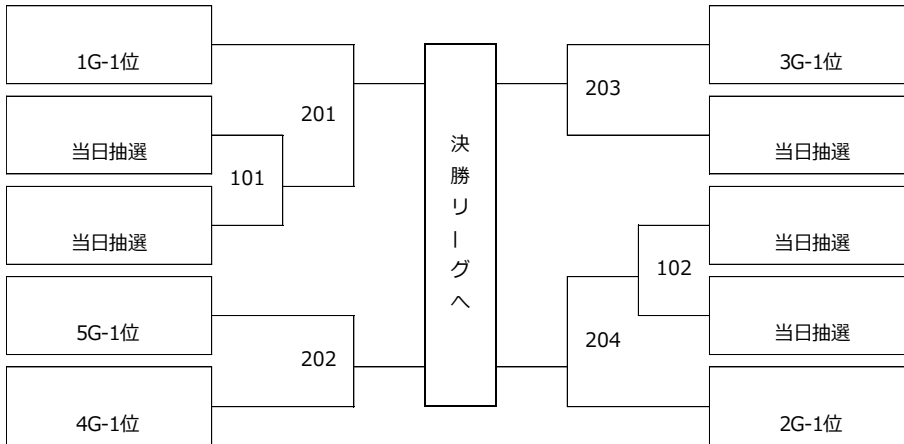 1G-1位
当日抽選
当日抽選
5G-1位
4G-1位
101
201
202
決勝リーグへ
203
102
204
3G-1位
当日抽選
当日抽選
当日抽選
2G-1位